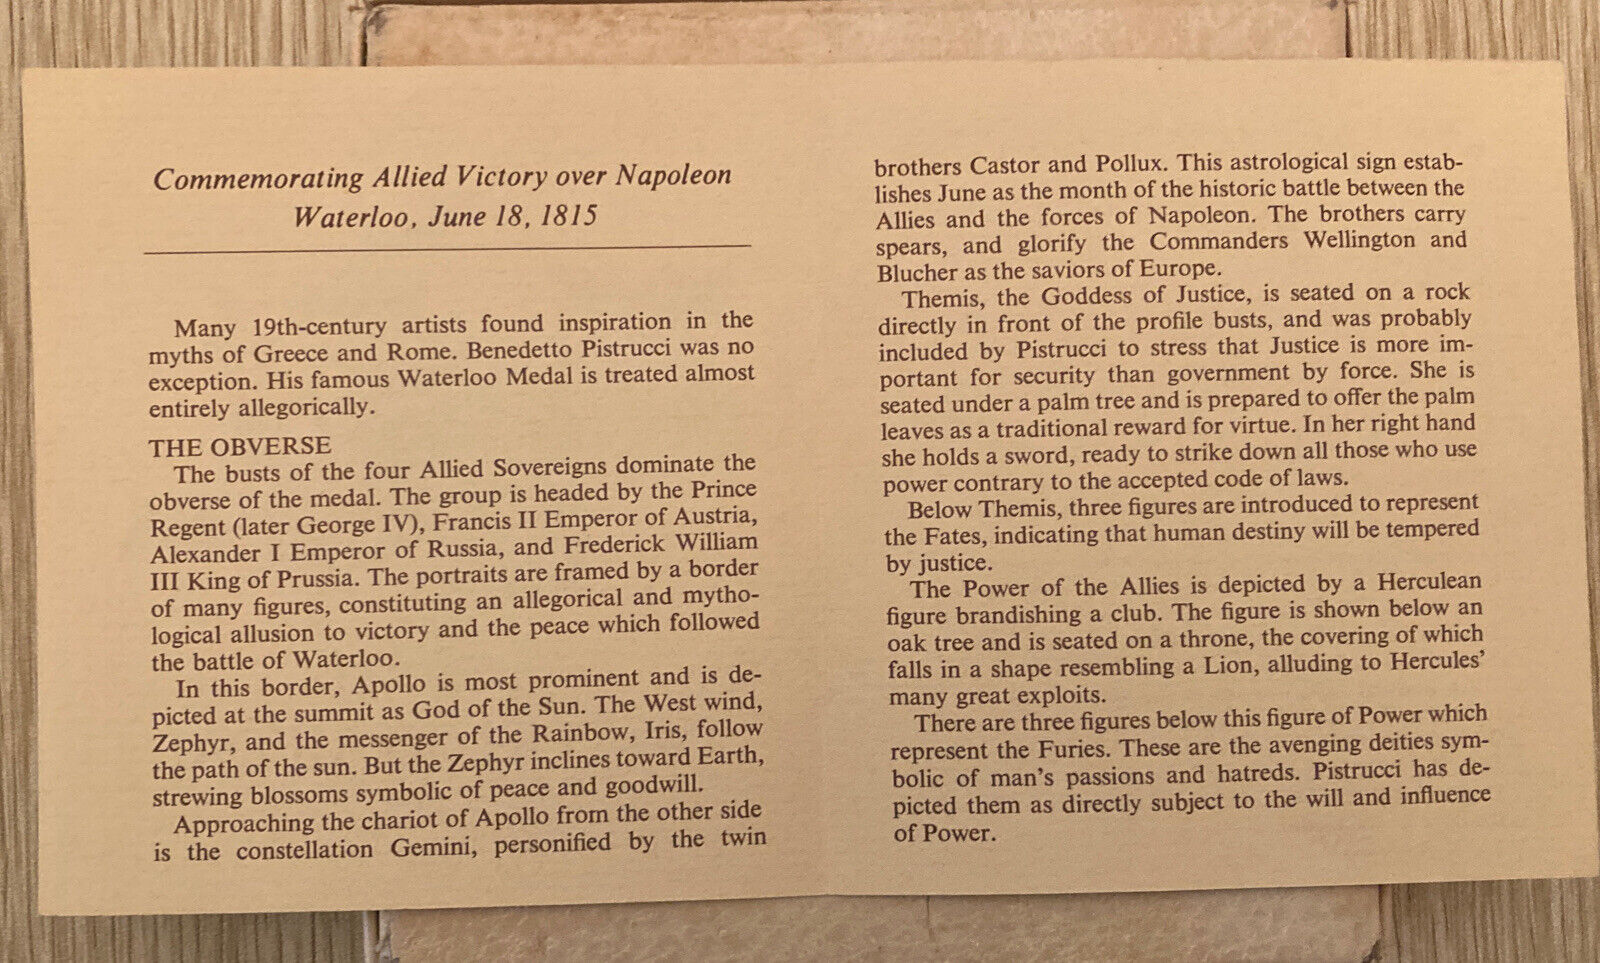 Commemorating Allied Victory over Napoleon
Waterloo, June 18, 1815
Many 19th-century artists found inspiration in the
myths of Greece and Rome. Benedetto Pistrucci was no
exception. His famous Waterloo Medal is treated almost
entirely allegorically.
THE OBVERSE
The busts of the four Allied Sovereigns dominate the
obverse of the medal. The group is headed by the Prince
Regent (later George IV), Francis II Emperor of Austria,
Alexander I Emperor of Russia, and Frederick William
III King of Prussia. The portraits are framed by a border
of many figures, constituting an allegorical and mytho-
logical allusion to victory and the peace which followed
the battle of Waterloo.
In this border, Apollo is most prominent and is de-
picted at the summit as God of the Sun. The West wind,
Zephyr, and the messenger of the Rainbow, Iris, follow
the path of the sun. But the Zephyr inclines toward Earth,
strewing blossoms symbolic of peace and goodwill.
Approaching the chariot of Apollo from the other side
is the constellation Gemini, personified by the twin
brothers Castor and Pollux. This astrological sign estab-
lishes June as the month of the historic battle between the
Allies and the forces of Napoleon. The brothers carry
spears, and glorify the Commanders Wellington and
Blucher as the saviors of Europe.
Themis, the Goddess of Justice, is seated on a rock
directly in front of the profile busts, and was probably
included by Pistrucci to stress that Justice is more im-
portant for security than government by force. She is
seated under a palm tree and is prepared to offer the palm
leaves as a traditional reward for virtue. In her right hand
she holds a sword, ready to strike down all those who use
power contrary to the accepted code of laws.
Below Themis, three figures are introduced to represent
the Fates, indicating that human destiny will be tempered
by justice.
The Power of the Allies is depicted by a Herculean
figure brandishing a club. The figure is shown below an
oak tree and is seated on a throne, the covering of which
falls in a shape resembling a Lion, alluding to Hercules'
many great exploits.
There are three figures below this figure of Power which
represent the Furies. These are the avenging deities sym-
bolic of man's passions and hatreds. Pistrucci has de-
picted them as directly subject to the will and influence
of Power.